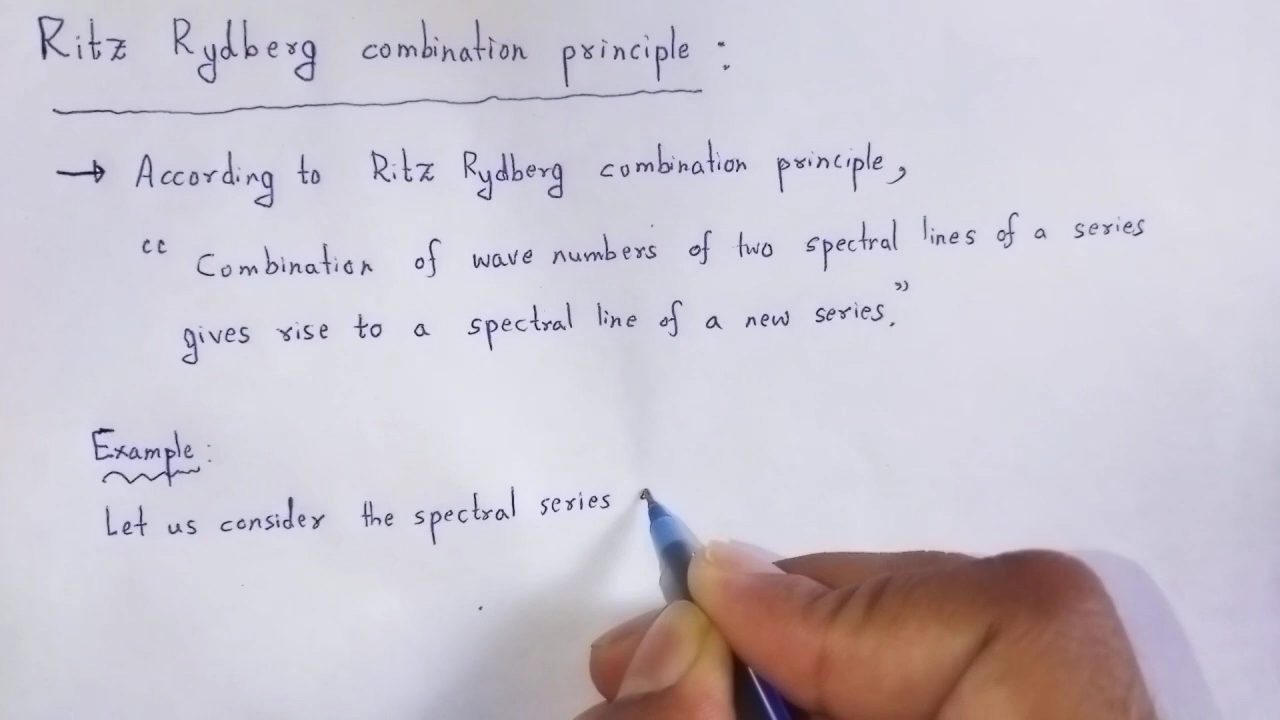 Ritz Rydberg combination principle :
→ According to Ritz Rydberg combination principle,
“ Combination of wave numbers of two spectral lines of a series
gives rise to a spectral line of a new series.”
Example :
Let us consider the spectral series